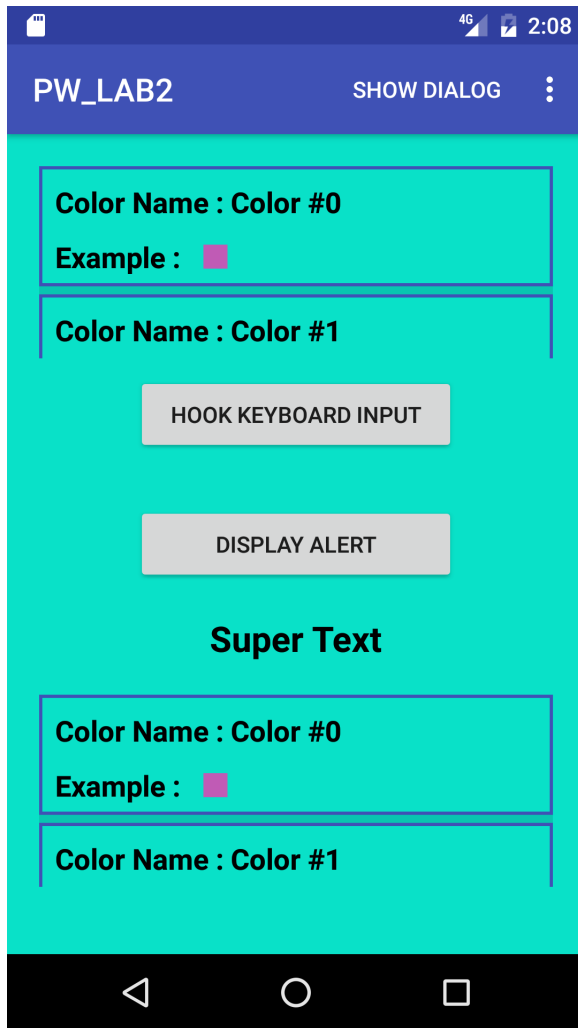 4G 2:08
PW_LAB2 SHOW DIALOG
Color Name : Color #0
Example :
Color Name : Color #1
HOOK KEYBOARD INPUT
DISPLAY ALERT
Super Text
Color Name : Color #0
Example :
Color Name : Color #1